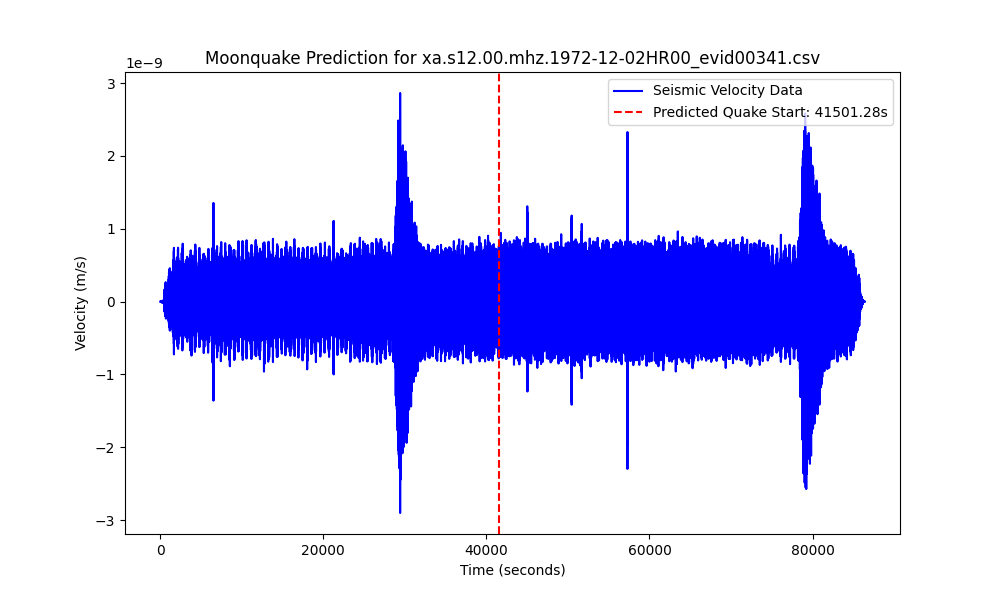 Moonquake Prediction for xa.s12.00.mhz.1972-12-02HR00_evid00341.csv
1e−9
Seismic Velocity Data
Predicted Quake Start: 41501.28s
3
2
1
0
−1
−2
−3
Velocity (m/s)
0 20000 40000 60000 80000
Time (seconds)